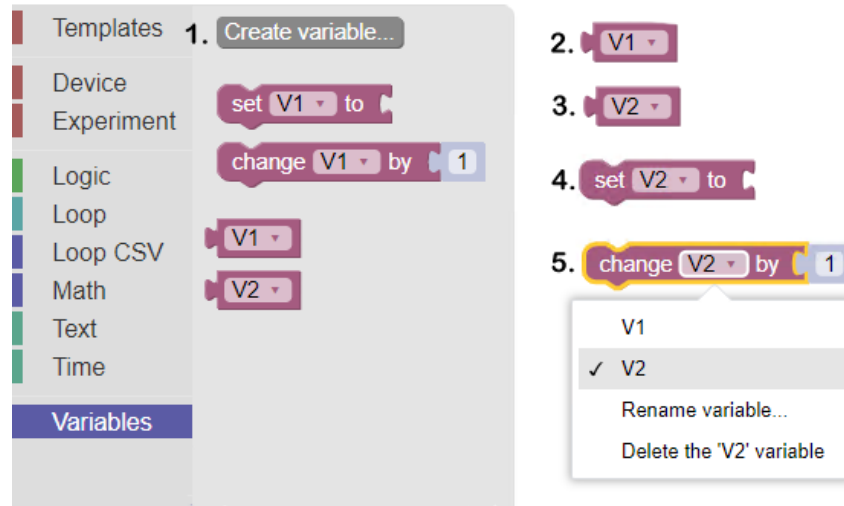 Templates
Device
Experiment
Logic
Loop
Loop CSV
Math
Text
Time
Variables
1. Create variable...
set V1 to
change V1 by 1
V1
V2
2. V1
3. V2
4. set V2 to
5. change V2 by 1
V1
✓ V2
Rename variable...
Delete the 'V2' variable